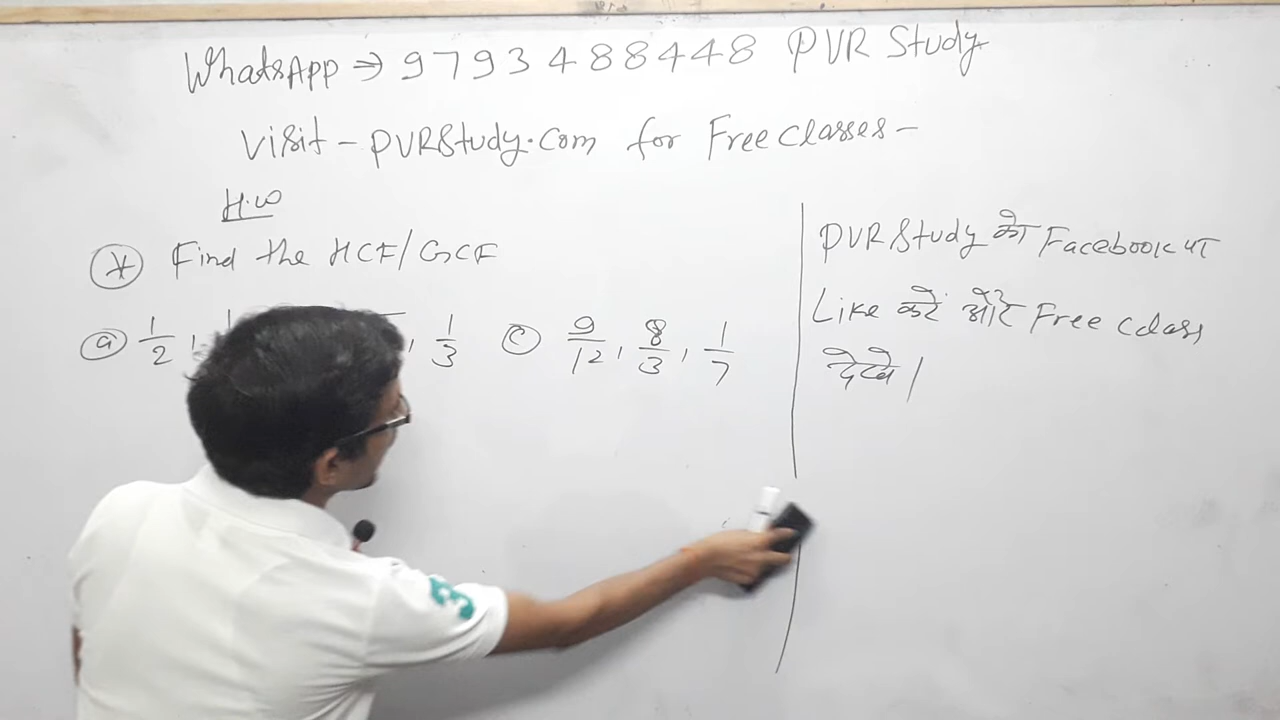 WhatsApp ⇒ 9793488448 PVR Study
Visit - PVRStudy.com for Free Classes -
H.W
* Find the HCF/GCF
(a) 1/2, , 1/3 (c) 9/12, 8/3, 1/7
PVR Study को Facebook पर
Like करें और Free class
देखे।
3